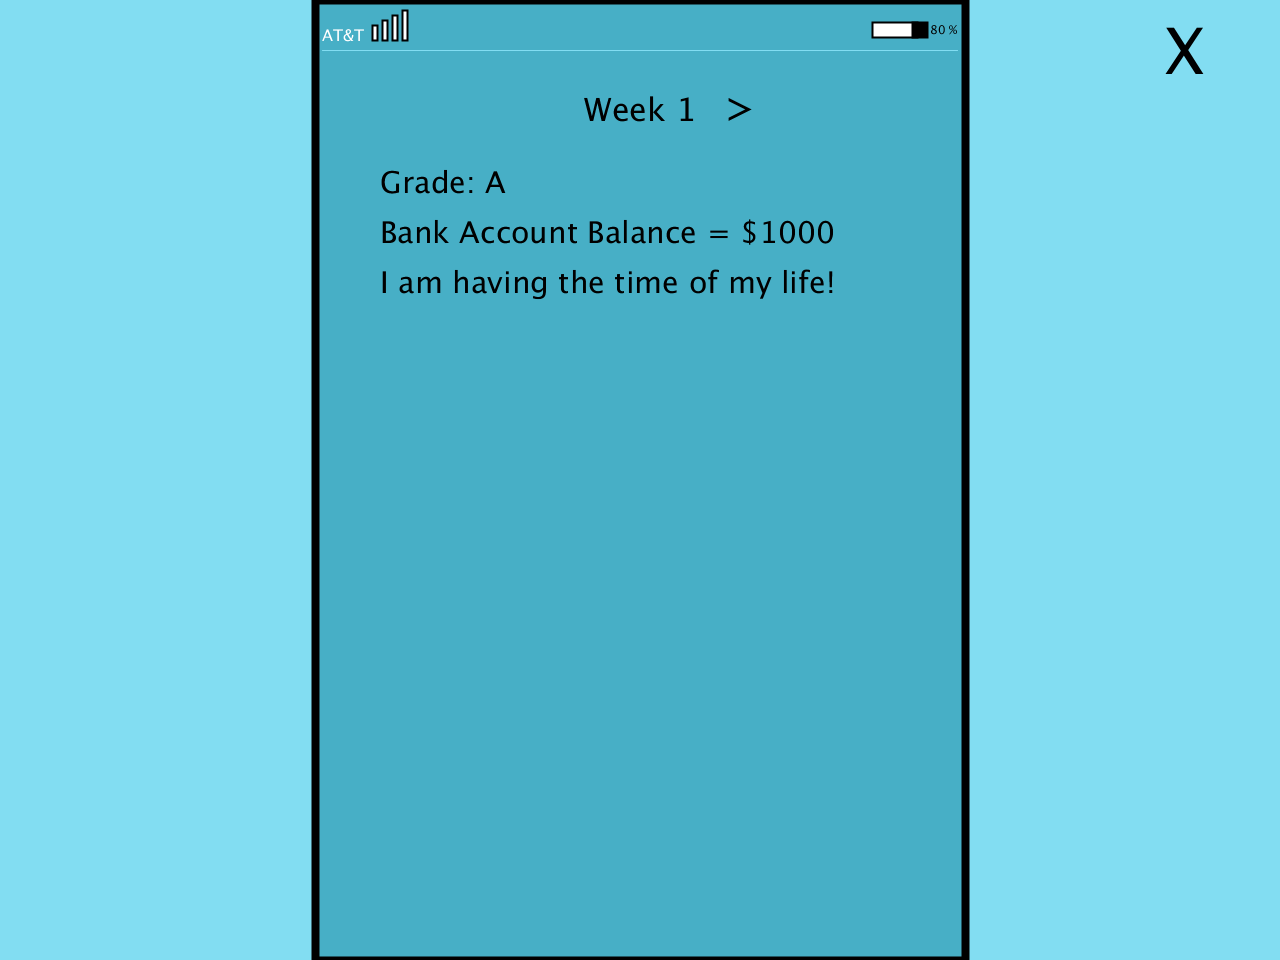 AT&T
80 %
X
Week 1 >
Grade: A
Bank Account Balance = $1000
I am having the time of my life!